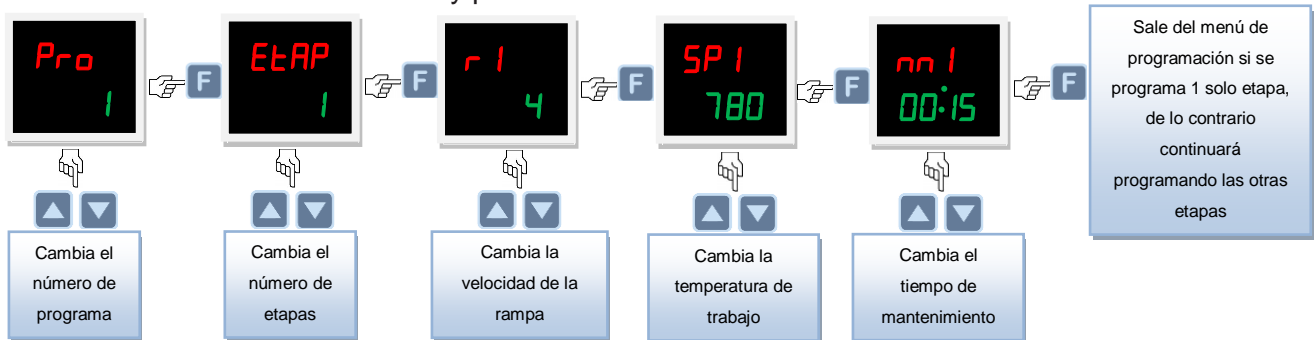 Pro
1
F
EtAP
1
F
r 1
4
F
SP1
780
F
nn1
00:15
F
Sale del menú de
programación si se
programa 1 solo etapa,
de lo contrario
continuará
programando las otras
etapas
Cambia el
número de
programa
Cambia el
número de
etapas
Cambia la
velocidad de la
rampa
Cambia la
temperatura de
trabajo
Cambia el
tiempo de
mantenimiento